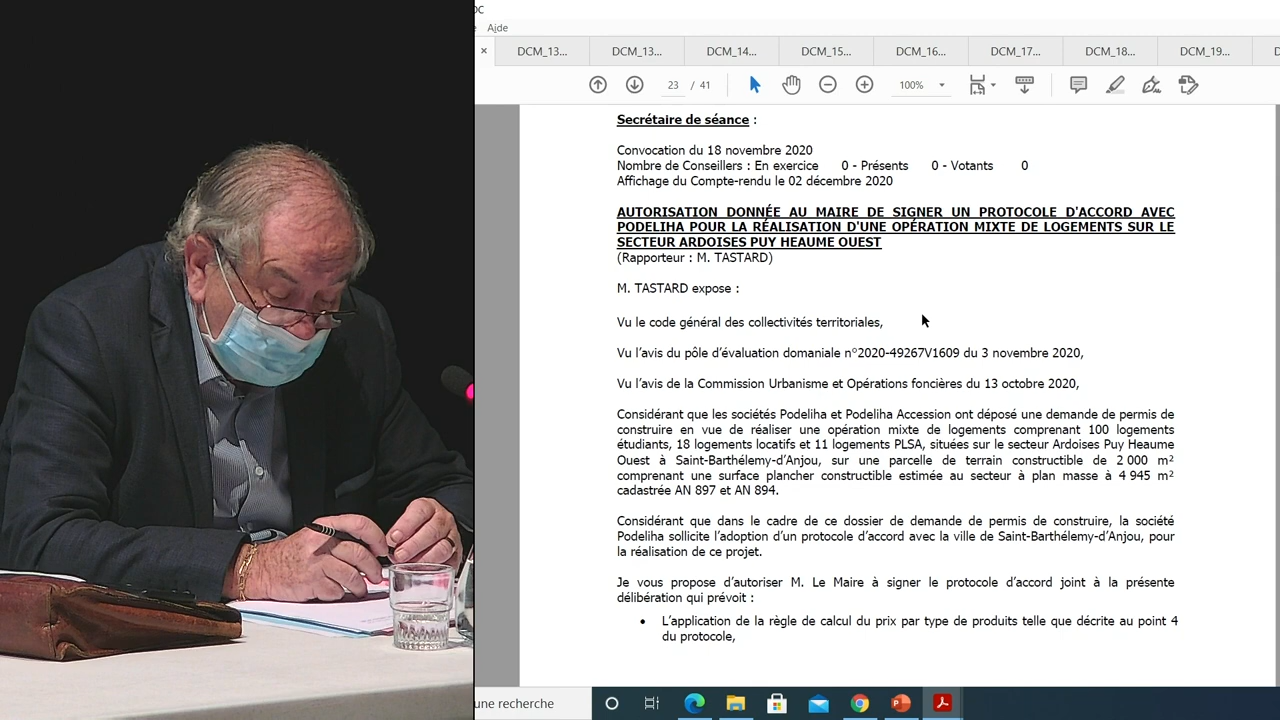 DC
Aide
DCM_13... DCM_13... DCM_14... DCM_15... DCM_16... DCM_17... DCM_18... DCM_19...
23 / 41 100%
Secrétaire de séance :
Convocation du 18 novembre 2020
Nombre de Conseillers : En exercice 0 - Présents 0 - Votants 0
Affichage du Compte-rendu le 02 décembre 2020
AUTORISATION DONNÉE AU MAIRE DE SIGNER UN PROTOCOLE D'ACCORD AVEC
PODELIHA POUR LA RÉALISATION D'UNE OPÉRATION MIXTE DE LOGEMENTS SUR LE
SECTEUR ARDOISES PUY HEAUME OUEST
(Rapporteur : M. TASTARD)
M. TASTARD expose :
Vu le code général des collectivités territoriales,
Vu l'avis du pôle d'évaluation domaniale n°2020-49267V1609 du 3 novembre 2020,
Vu l'avis de la Commission Urbanisme et Opérations foncières du 13 octobre 2020,
Considérant que les sociétés Podeliha et Podeliha Accession ont déposé une demande de permis de
construire en vue de réaliser une opération mixte de logements comprenant 100 logements
étudiants, 18 logements locatifs et 11 logements PLSA, situées sur le secteur Ardoises Puy Heaume
Ouest à Saint-Barthélemy-d'Anjou, sur une parcelle de terrain constructible de 2 000 m²
comprenant une surface plancher constructible estimée au secteur à plan masse à 4 945 m²
cadastrée AN 897 et AN 894.
Considérant que dans le cadre de ce dossier de demande de permis de construire, la société
Podeliha sollicite l'adoption d'un protocole d'accord avec la ville de Saint-Barthélemy-d'Anjou, pour
la réalisation de ce projet.
Je vous propose d'autoriser M. Le Maire à signer le protocole d'accord joint à la présente
délibération qui prévoit :
• L'application de la règle de calcul du prix par type de produits telle que décrite au point 4
du protocole,
une recherche